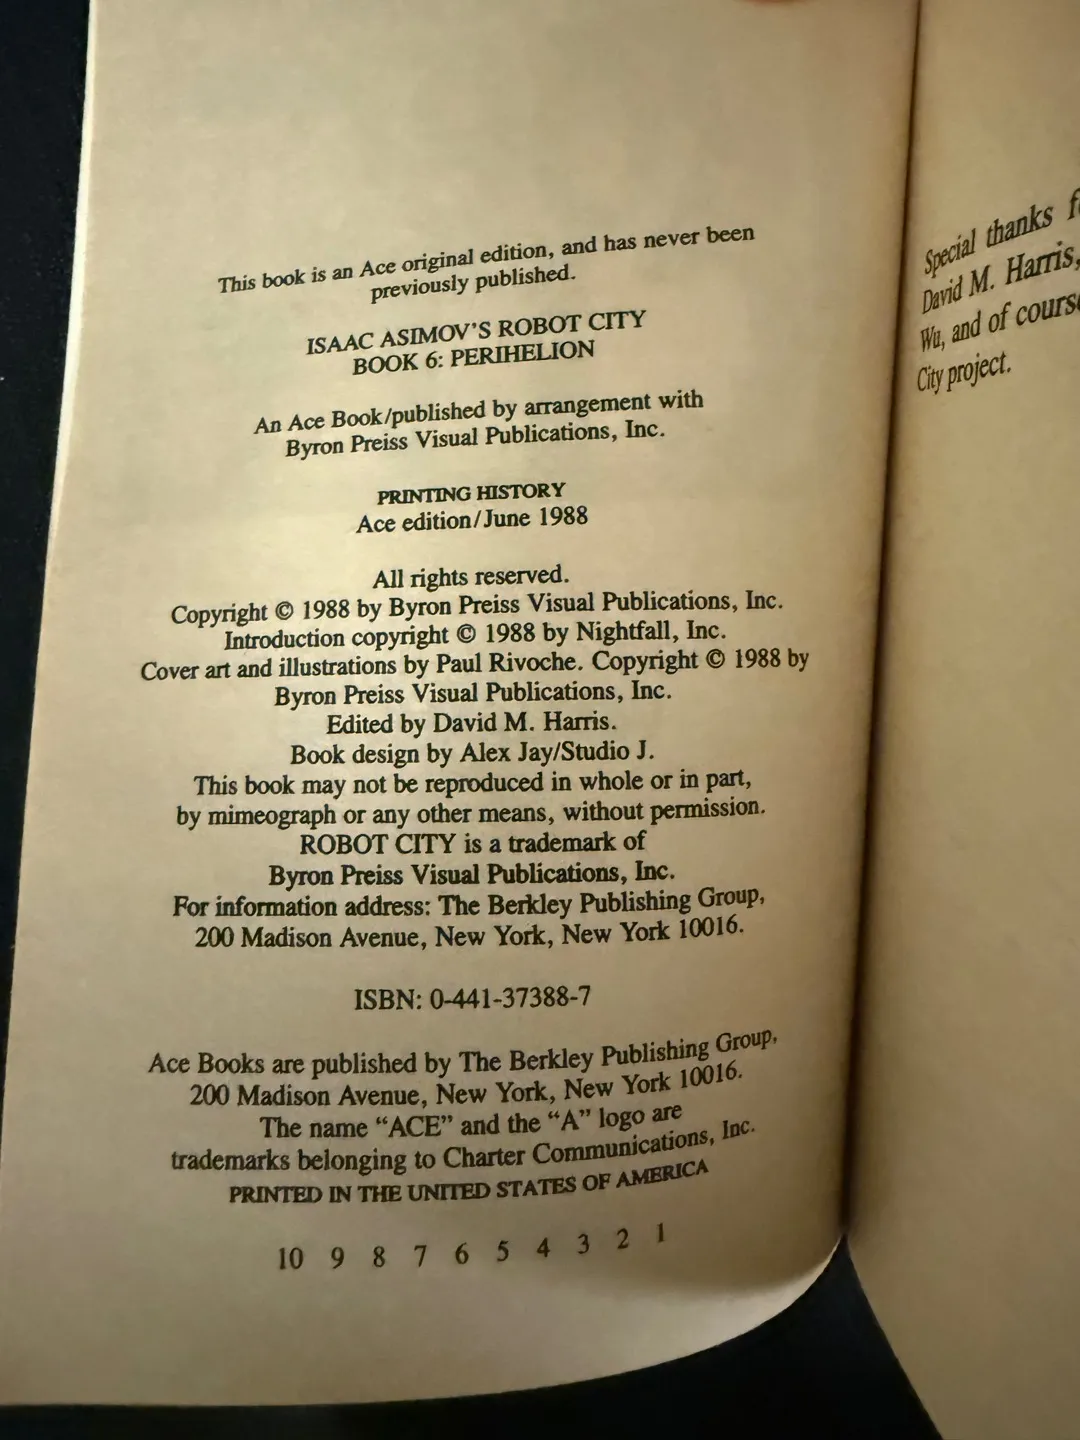 This book is an Ace original edition, and has never been
previously published.
ISAAC ASIMOV'S ROBOT CITY
BOOK 6: PERIHELION
An Ace Book/published by arrangement with
Byron Preiss Visual Publications, Inc.
PRINTING HISTORY
Ace edition/June 1988
All rights reserved.
Copyright © 1988 by Byron Preiss Visual Publications, Inc.
Introduction copyright © 1988 by Nightfall, Inc.
Cover art and illustrations by Paul Rivoche. Copyright © 1988 by
Byron Preiss Visual Publications, Inc.
Edited by David M. Harris.
Book design by Alex Jay/Studio J.
This book may not be reproduced in whole or in part,
by mimeograph or any other means, without permission.
ROBOT CITY is a trademark of
Byron Preiss Visual Publications, Inc.
For information address: The Berkley Publishing Group,
200 Madison Avenue, New York, New York 10016.
ISBN: 0-441-37388-7
Ace Books are published by The Berkley Publishing Group,
200 Madison Avenue, New York, New York 10016.
The name “ACE” and the “A” logo are
trademarks belonging to Charter Communications, Inc.
PRINTED IN THE UNITED STATES OF AMERICA
10 9 8 7 6 5 4 3 2 1
Special thanks
David M. Harris,
Wu, and of course
City project.